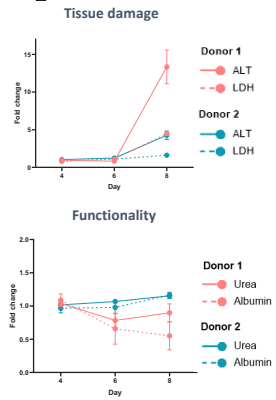 Tissue damage
15
10
5
0
Fold change
4 6 8
Day
Donor 1
ALT
LDH
Donor 2
ALT
LDH
Functionality
2.0
1.5
1.0
0.5
0.0
Fold change
4 6 8
Day
Donor 1
Urea
Albumin
Donor 2
Urea
Albumin